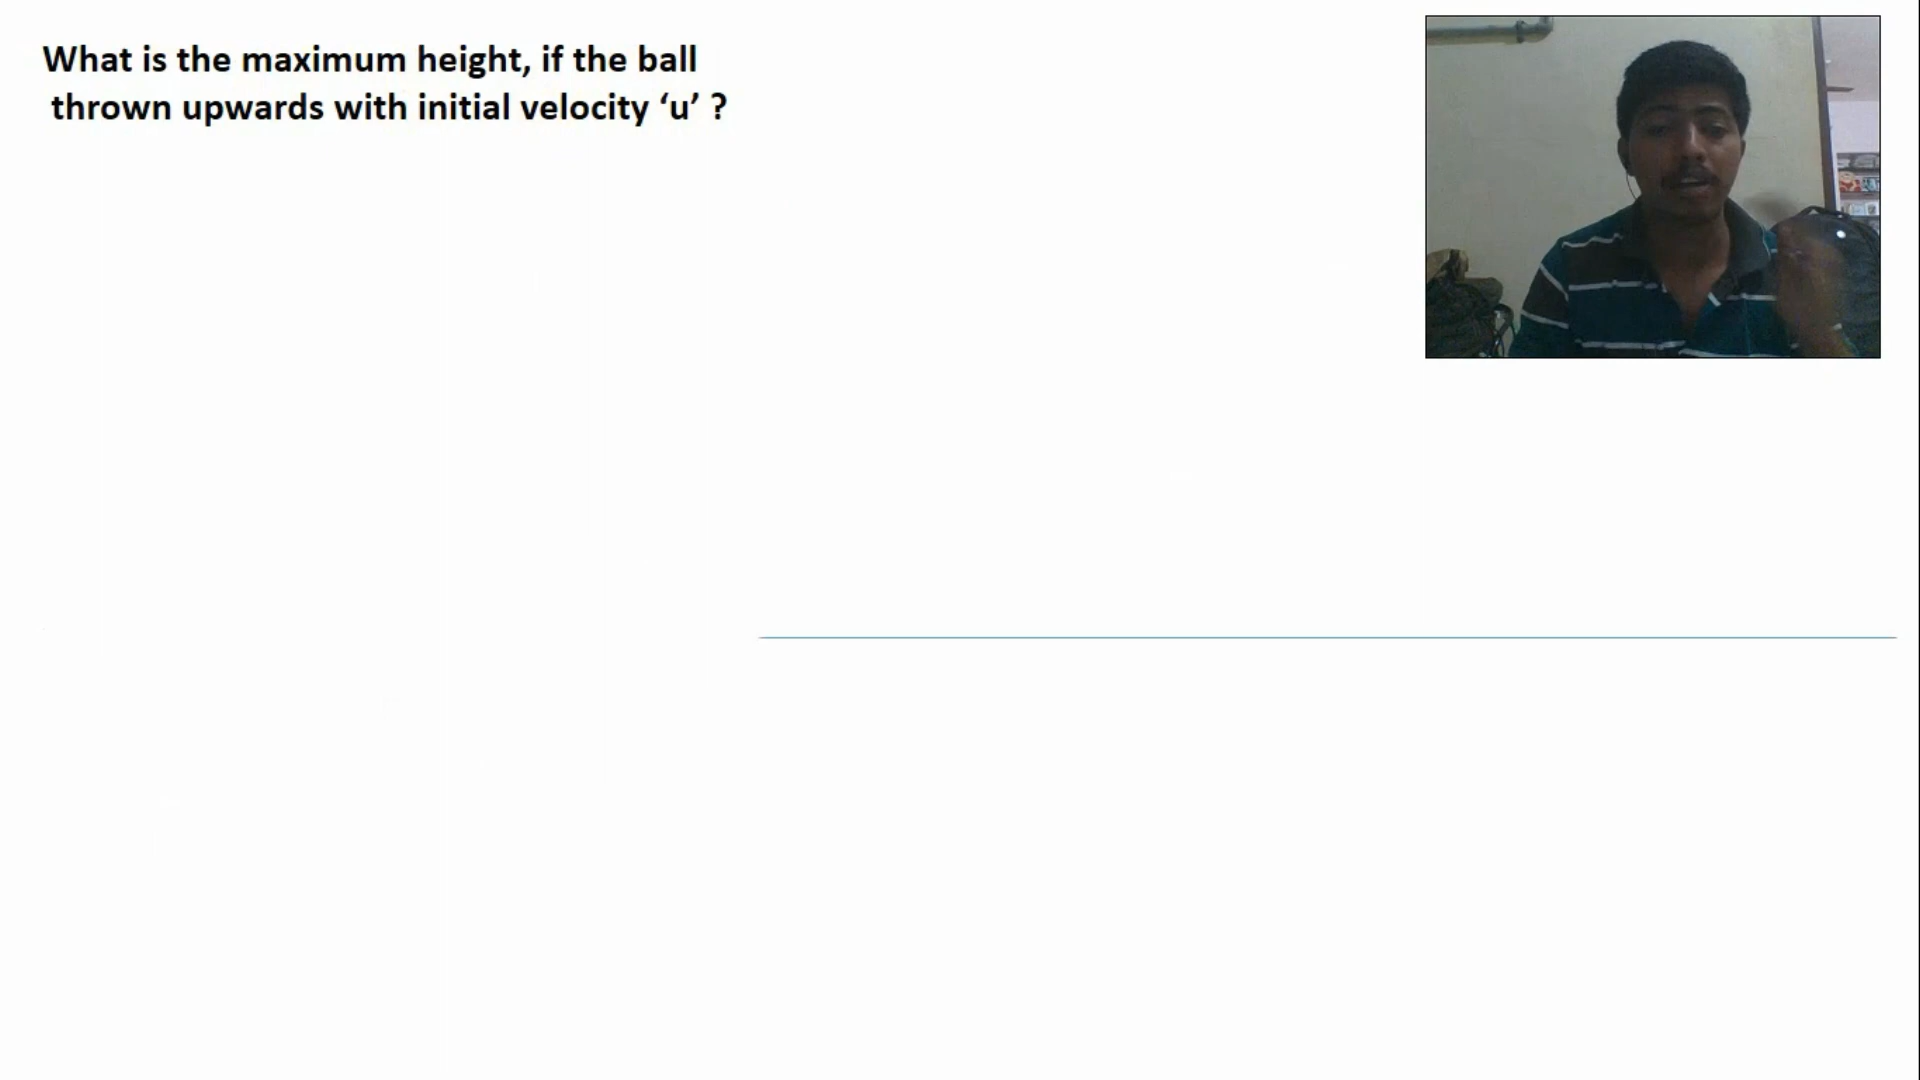 What is the maximum height, if the ball
thrown upwards with initial velocity ‘u’ ?